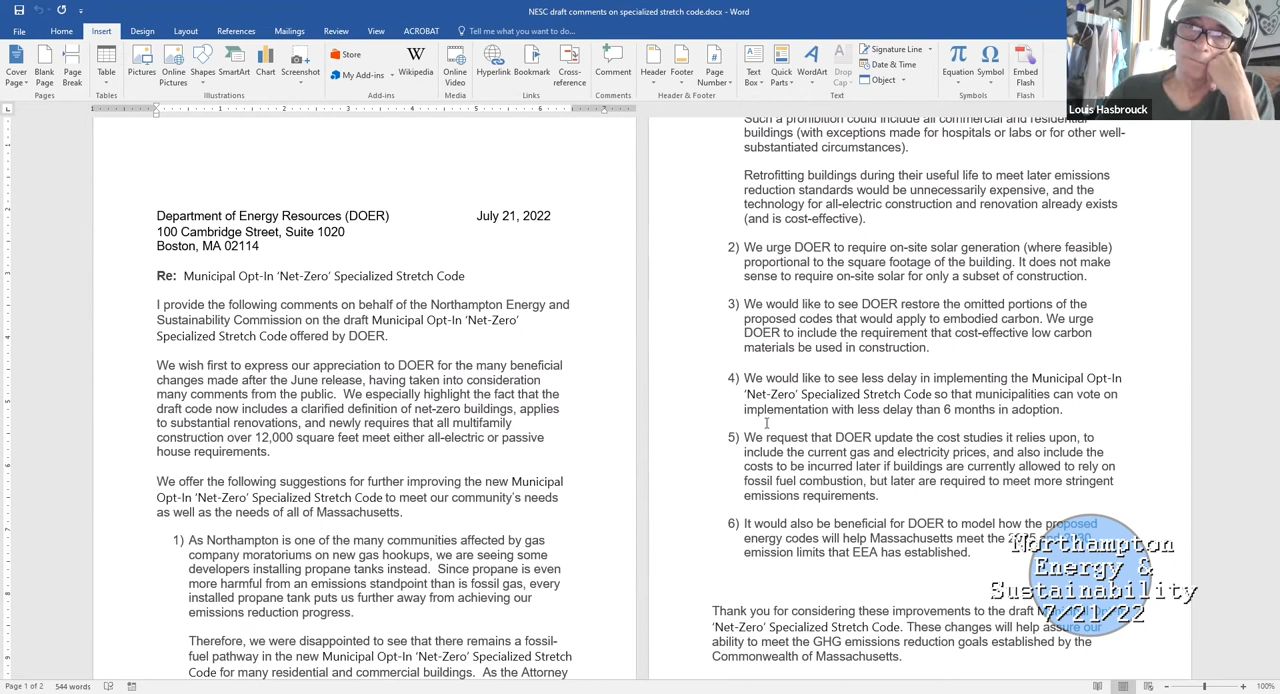 NESC draft comments on specialized stretch code.docx - Word
File Home Insert Design Layout References Mailings Review View ACROBAT Tell me what you want to do...
Cover Page
Blank Page
Page Break
Table
Pictures
Online Pictures
Shapes
SmartArt
Chart
Screenshot
Store
My Add-ins
Wikipedia
Online Video
Hyperlink
Bookmark
Cross-reference
Comment
Header
Footer
Page Number
Text Box
Quick Parts
WordArt
Drop Cap
Signature Line
Date & Time
Object
Equation
Symbol
Embed Flash
Pages Tables Illustrations Add-ins Media Links Comments Header & Footer Text Symbols Flash
Louis Hasbrouck
Department of Energy Resources (DOER) July 21, 2022
100 Cambridge Street, Suite 1020
Boston, MA 02114
Re: Municipal Opt-In ‘Net-Zero’ Specialized Stretch Code
I provide the following comments on behalf of the Northampton Energy and
Sustainability Commission on the draft Municipal Opt-In ‘Net-Zero’
Specialized Stretch Code offered by DOER.
We wish first to express our appreciation to DOER for the many beneficial
changes made after the June release, having taken into consideration
many comments from the public. We especially highlight the fact that the
draft code now includes a clarified definition of net-zero buildings, applies
to substantial renovations, and newly requires that all multifamily
construction over 12,000 square feet meet either all-electric or passive
house requirements.
We offer the following suggestions for further improving the new Municipal
Opt-In ‘Net-Zero’ Specialized Stretch Code to meet our community’s needs
as well as the needs of all of Massachusetts.
1) As Northampton is one of the many communities affected by gas
company moratoriums on new gas hookups, we are seeing some
developers installing propane tanks instead. Since propane is even
more harmful from an emissions standpoint than is fossil gas, every
installed propane tank puts us further away from achieving our
emissions reduction progress.
Therefore, we were disappointed to see that there remains a fossil-
fuel pathway in the new Municipal Opt-In ‘Net-Zero’ Specialized Stretch
Code for many residential and commercial buildings. As the Attorney
Such a prohibition could include all commercial and residential
buildings (with exceptions made for hospitals or labs or for other well-
substantiated circumstances).
Retrofitting buildings during their useful life to meet later emissions
reduction standards would be unnecessarily expensive, and the
technology for all-electric construction and renovation already exists
(and is cost-effective).
2) We urge DOER to require on-site solar generation (where feasible)
proportional to the square footage of the building. It does not make
sense to require on-site solar for only a subset of construction.
3) We would like to see DOER restore the omitted portions of the
proposed codes that would apply to embodied carbon. We urge
DOER to include the requirement that cost-effective low carbon
materials be used in construction.
4) We would like to see less delay in implementing the Municipal Opt-In
‘Net-Zero’ Specialized Stretch Code so that municipalities can vote on
implementation with less delay than 6 months in adoption.
5) We request that DOER update the cost studies it relies upon, to
include the current gas and electricity prices, and also include the
costs to be incurred later if buildings are currently allowed to rely on
fossil fuel combustion, but later are required to meet more stringent
emissions requirements.
6) It would also be beneficial for DOER to model how the proposed
energy codes will help Massachusetts meet the
emission limits that EEA has established.
Thank you for considering these improvements to the draft
‘Net-Zero’ Specialized Stretch Code. These changes will help assure our
ability to meet the GHG emissions reduction goals established by the
Commonwealth of Massachusetts.
Northampton
Energy &
Sustainability
7/21/22
Page 1 of 2 544 words 100%